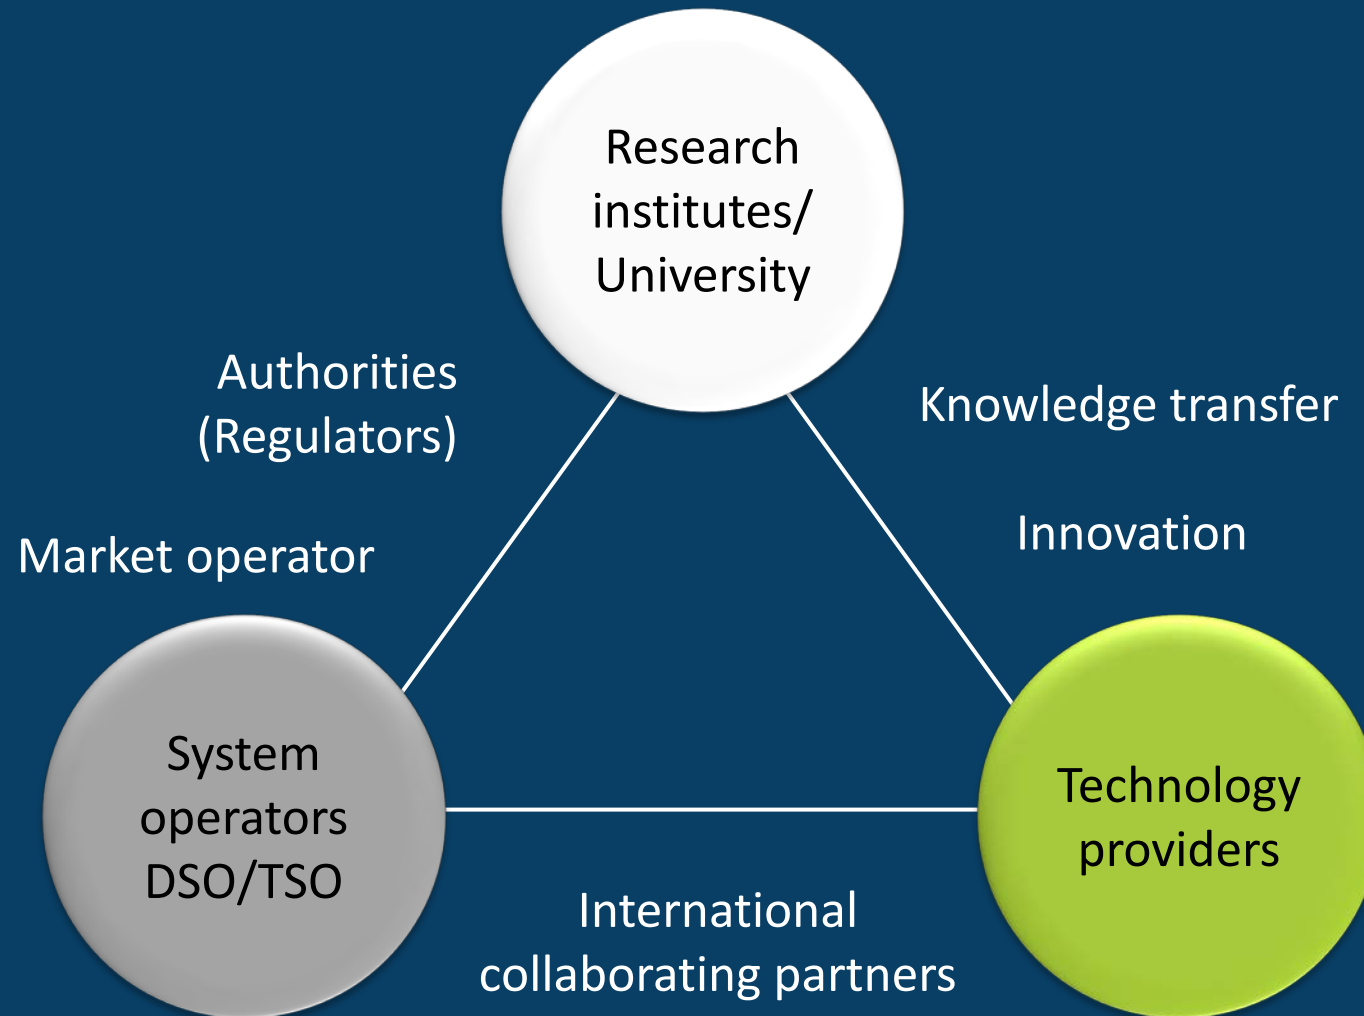 Research
institutes/
University
Authorities
(Regulators)
Knowledge transfer
Market operator
Innovation
System
operators
DSO/TSO
Technology
providers
International
collaborating partners